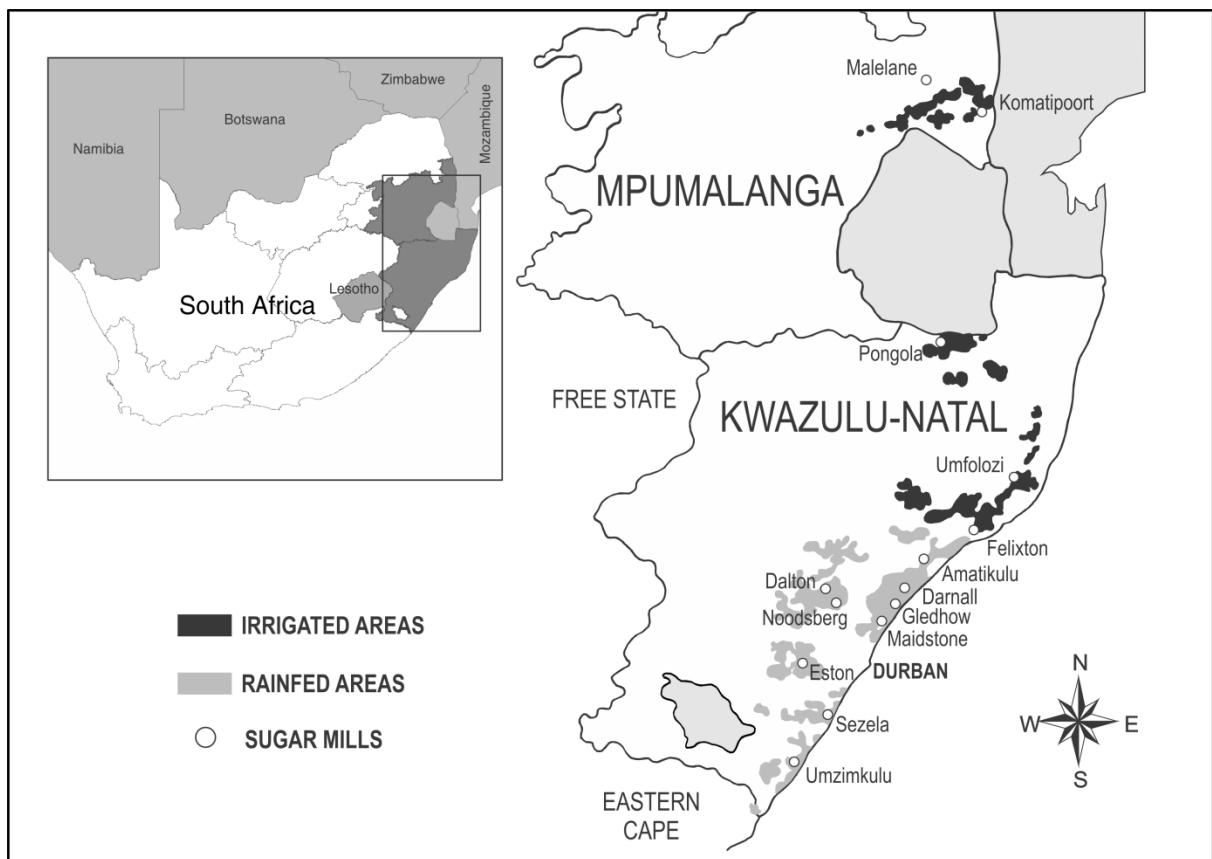 Namibia
Botswana
Zimbabwe
Mozambique
Lesotho
South Africa
Malelane
Komatipoort
MPUMALANGA
Pongola
FREE STATE
KWAZULU-NATAL
Umfolozi
Felixton
Amatikulu
Dalton
Darnall
Noodsberg
Gledhow
Maidstone
Eston
DURBAN
Sezela
Umzimkulu
EASTERN
CAPE
IRRIGATED AREAS
RAINFED AREAS
SUGAR MILLS
N
W
E
S